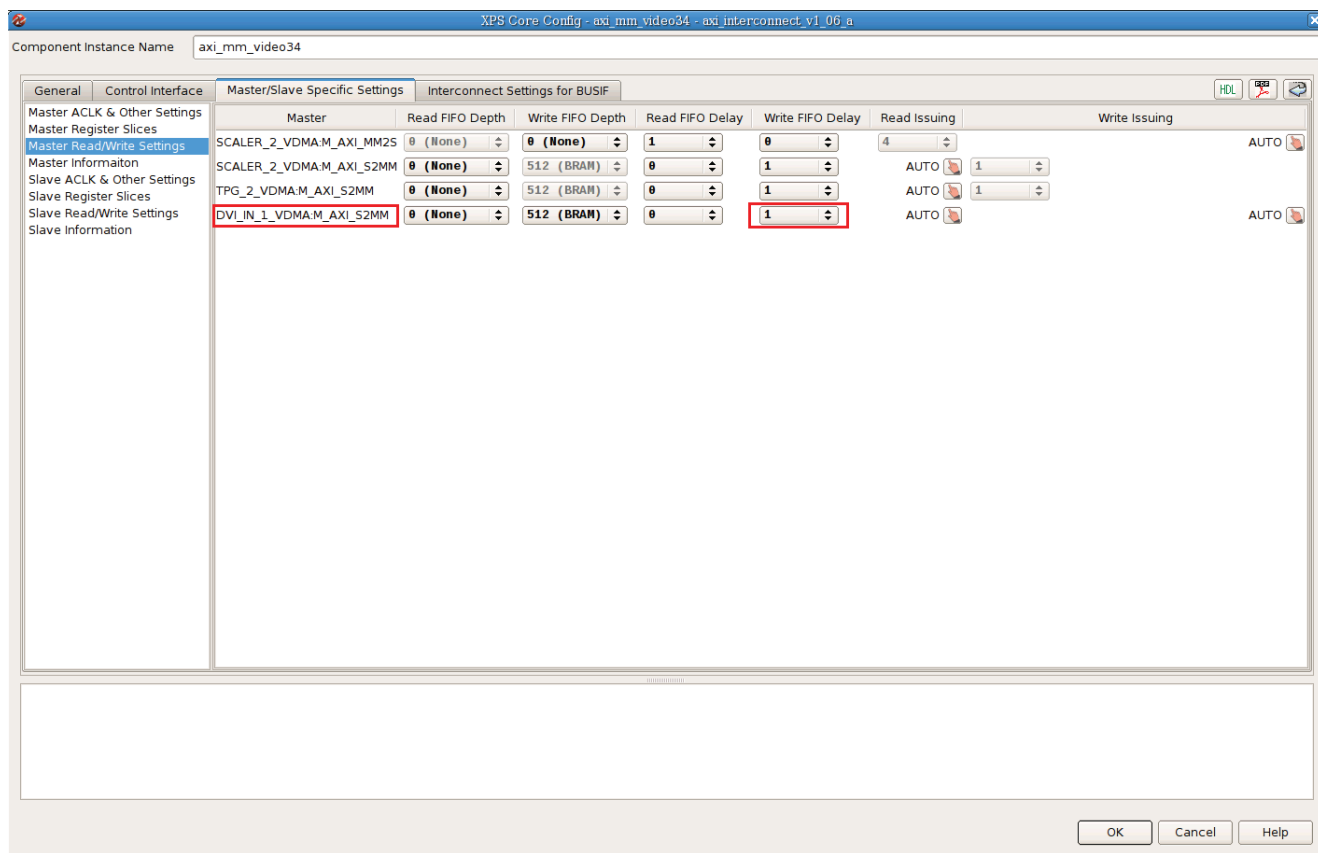 XPS Core Config - axi_mm_video34 - axi_interconnect_v1_06_a
Component Instance Name axi_mm_video34
General Control Interface Master/Slave Specific Settings Interconnect Settings for BUSIF HDL PDF
Master ACLK & Other Settings
Master Register Slices
Master Read/Write Settings
Master Informaiton
Slave ACLK & Other Settings
Slave Register Slices
Slave Read/Write Settings
Slave Information
Master Read FIFO Depth Write FIFO Depth Read FIFO Delay Write FIFO Delay Read Issuing Write Issuing
SCALER_2_VDMA:M_AXI_MM2S 0 (None) 0 (None) 1 0 4 AUTO
SCALER_2_VDMA:M_AXI_S2MM 0 (None) 512 (BRAM) 0 1 AUTO 1
TPG_2_VDMA:M_AXI_S2MM 0 (None) 512 (BRAM) 0 1 AUTO 1
DVI_IN_1_VDMA:M_AXI_S2MM 0 (None) 512 (BRAM) 0 1 AUTO AUTO
OK Cancel Help